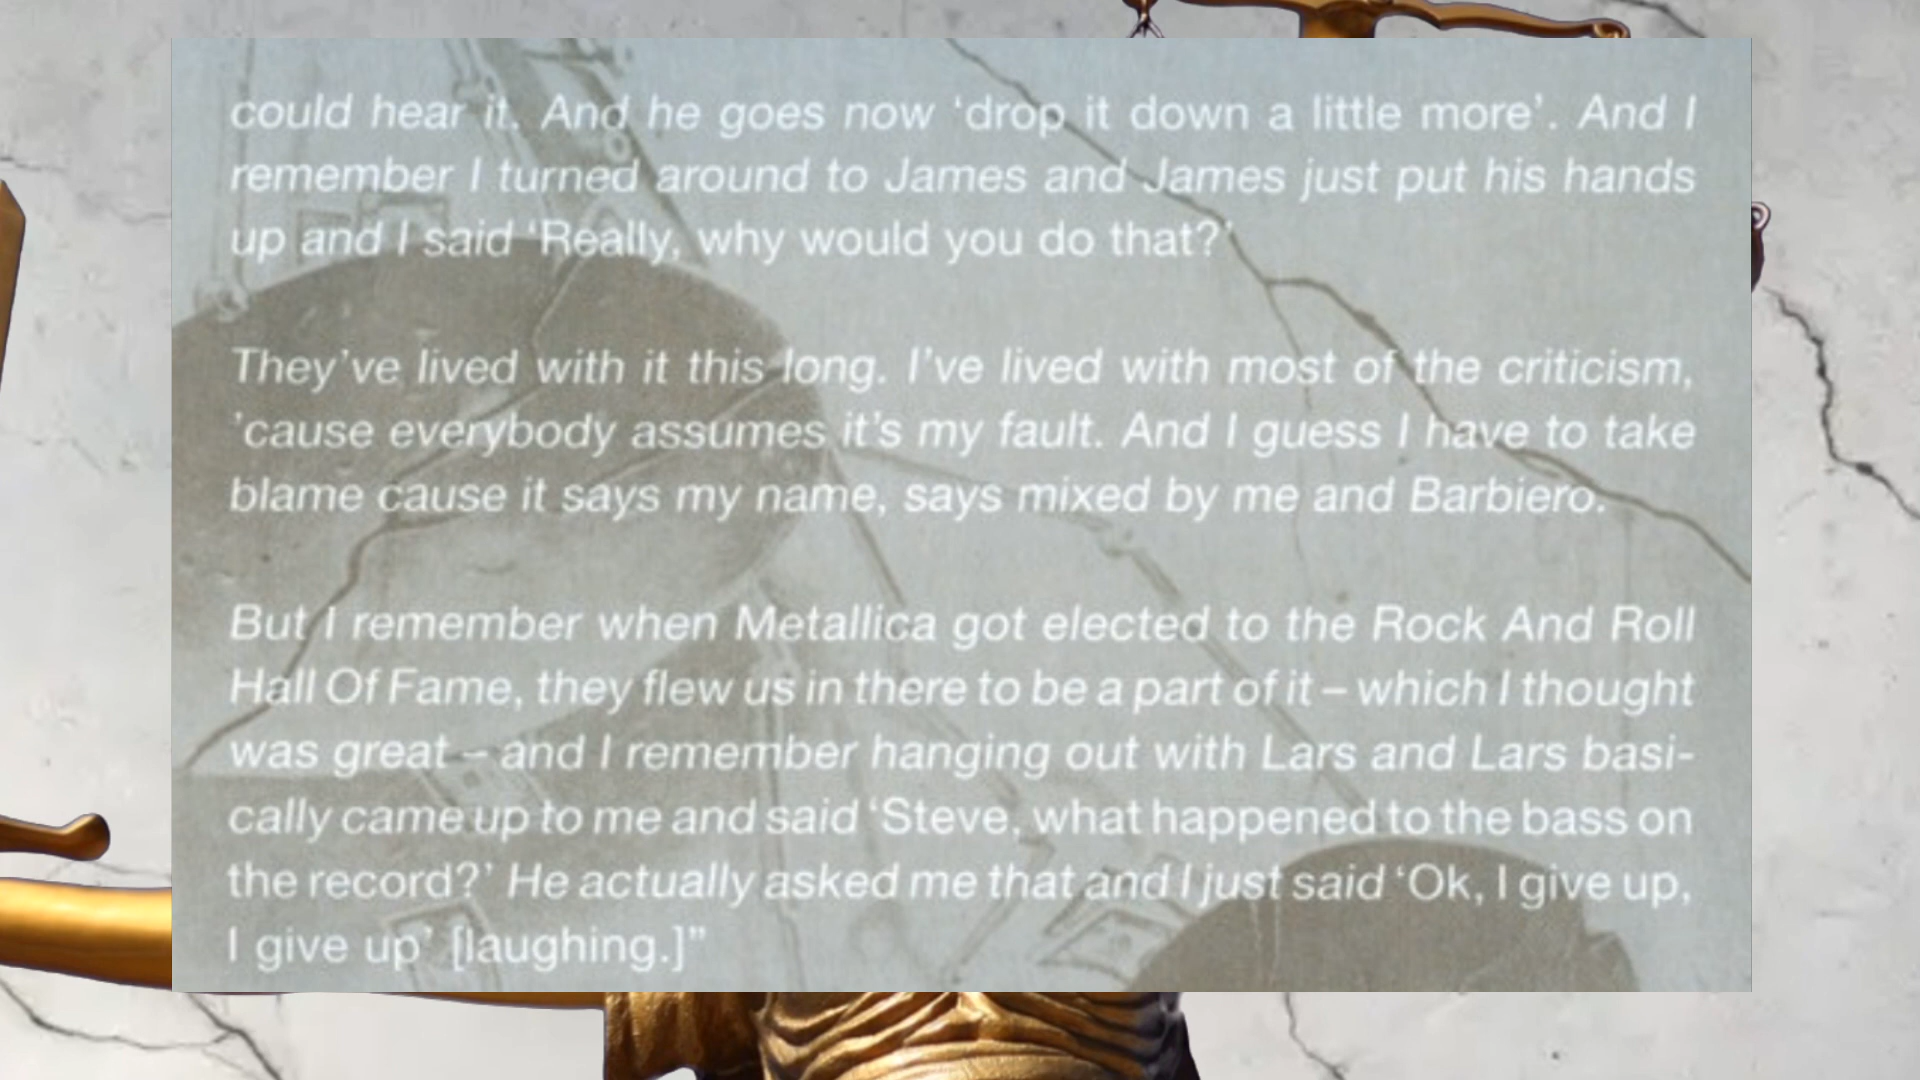 could hear it. And he goes now ‘drop it down a little more’. And I
remember I turned around to James and James just put his hands
up and I said ‘Really, why would you do that?’
They’ve lived with it this long. I’ve lived with most of the criticism,
’cause everybody assumes it’s my fault. And I guess I have to take
blame cause it says my name, says mixed by me and Barbiero.
But I remember when Metallica got elected to the Rock And Roll
Hall Of Fame, they flew us in there to be a part of it – which I thought
was great – and I remember hanging out with Lars and Lars basi-
cally came up to me and said ‘Steve, what happened to the bass on
the record?’ He actually asked me that and I just said ‘Ok, I give up,
I give up’ [laughing.]”